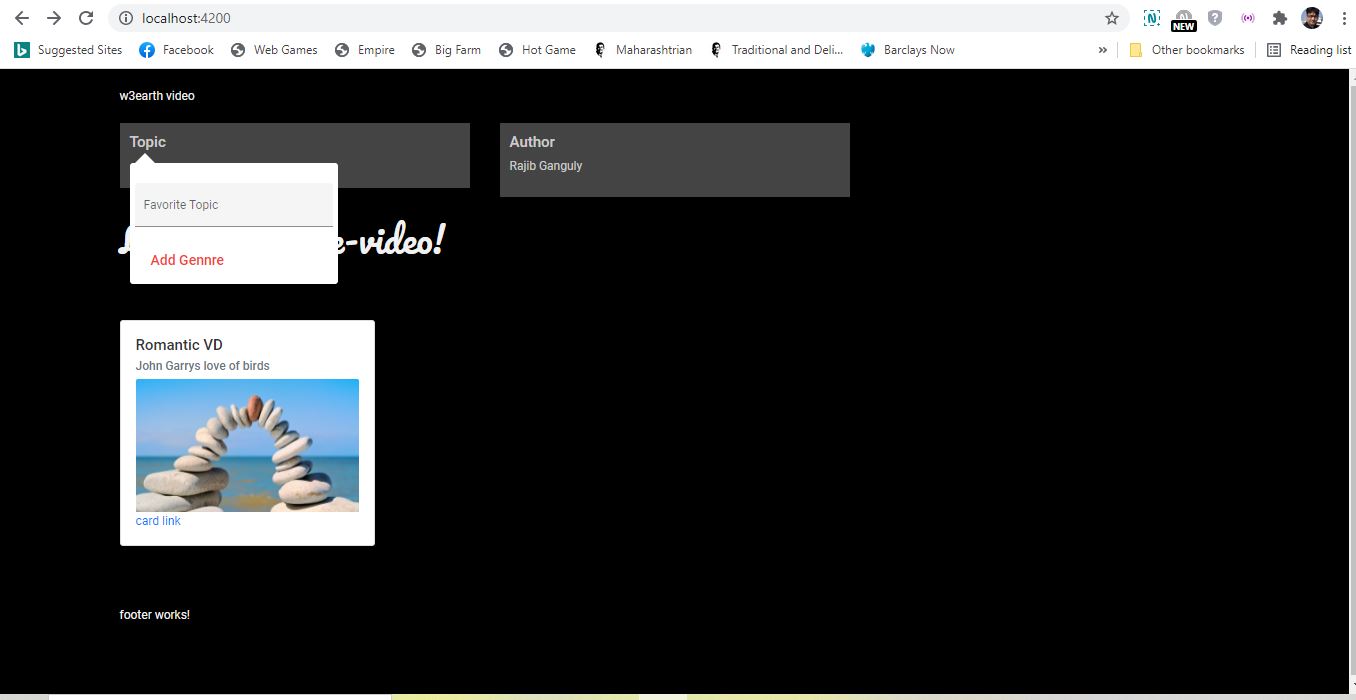 localhost:4200
NEW
Suggested Sites
Facebook
Web Games
Empire
Big Farm
Hot Game
Maharashtrian
Traditional and Deli...
Barclays Now
»
Other bookmarks
Reading list
w3earth video
Topic
Author
Rajib Ganguly
Favorite Topic
e-video!
Add Gennre
Romantic VD
John Garrys love of birds
card link
footer works!